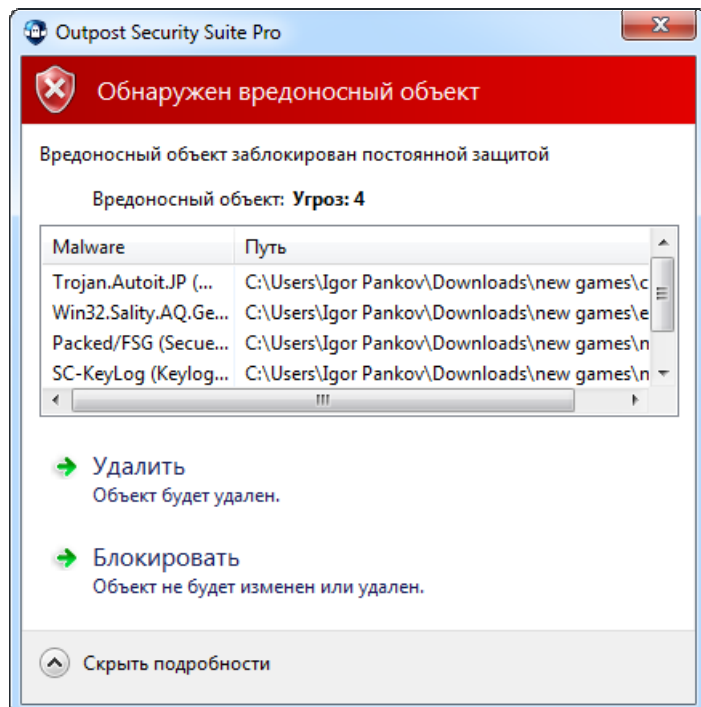 Outpost Security Suite Pro
Обнаружен вредоносный объект
Вредоносный объект заблокирован постоянной защитой
Вредоносный объект: Угроз: 4
Malware Путь
Trojan.Autoit.JP (... C:\Users\Igor Pankov\Downloads\new games\c
Win32.Sality.AQ.Ge... C:\Users\Igor Pankov\Downloads\new games\e
Packed/FSG (Secue... C:\Users\Igor Pankov\Downloads\new games\n
SC-KeyLog (Keylog... C:\Users\Igor Pankov\Downloads\new games\n
Удалить
Объект будет удален.
Блокировать
Объект не будет изменен или удален.
Скрыть подробности